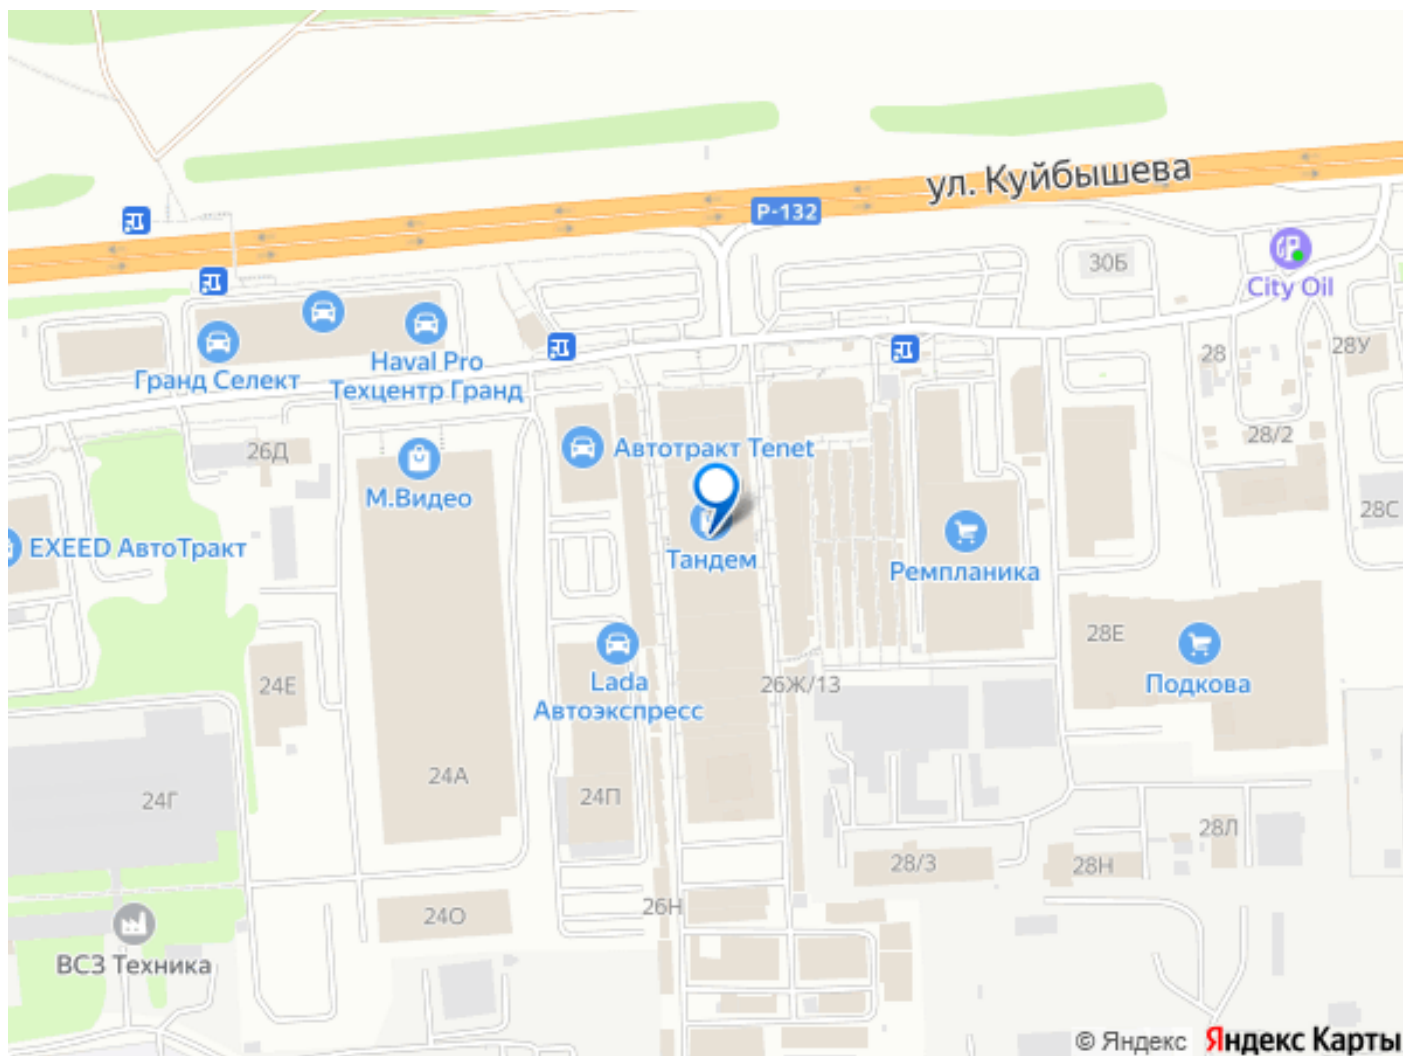 ул. Куйбышева
Р-132
30Б
City Oil
28
28У
Haval Pro
Техцентр Гранд
Гранд Селект
28/2
26Д
Автотракт Tenet
М.Видео
28С
EXEED АвтоТракт
Тандем
Ремпланика
28Е
24Е
Lada
Автоэкспресс
26Ж/13
Подкова
24А
24П
24Г
28Л
28/3
28Н
26Н
24О
ВСЗ Техника
© Яндекс Яндекс Карты